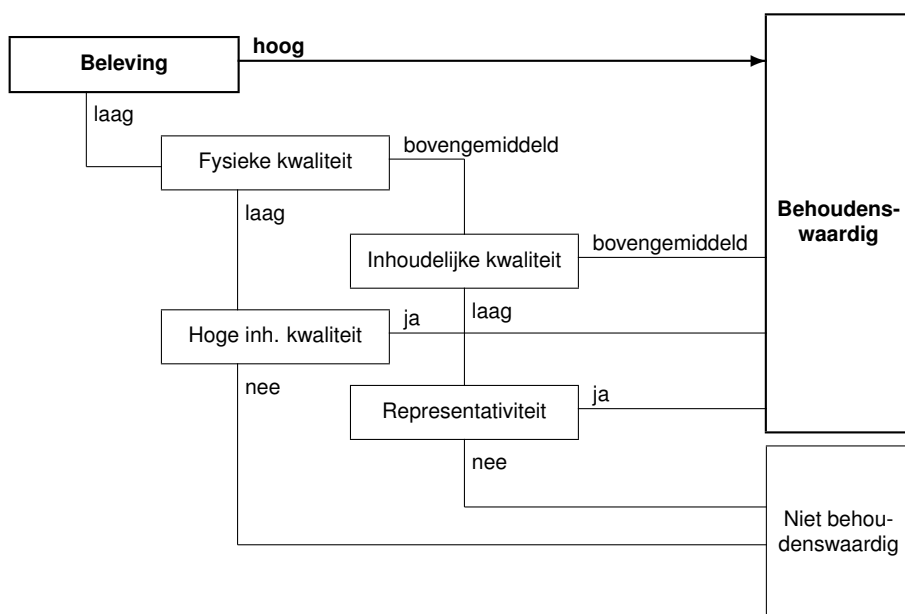 hoog
Beleving
laag
bovengemiddeld
Fysieke kwaliteit
laag
Behoudens-
waardig
bovengemiddeld
Inhoudelijke kwaliteit
laag
ja
Hoge inh. kwaliteit
nee
ja
Representativiteit
nee
Niet behou-
denswaardig